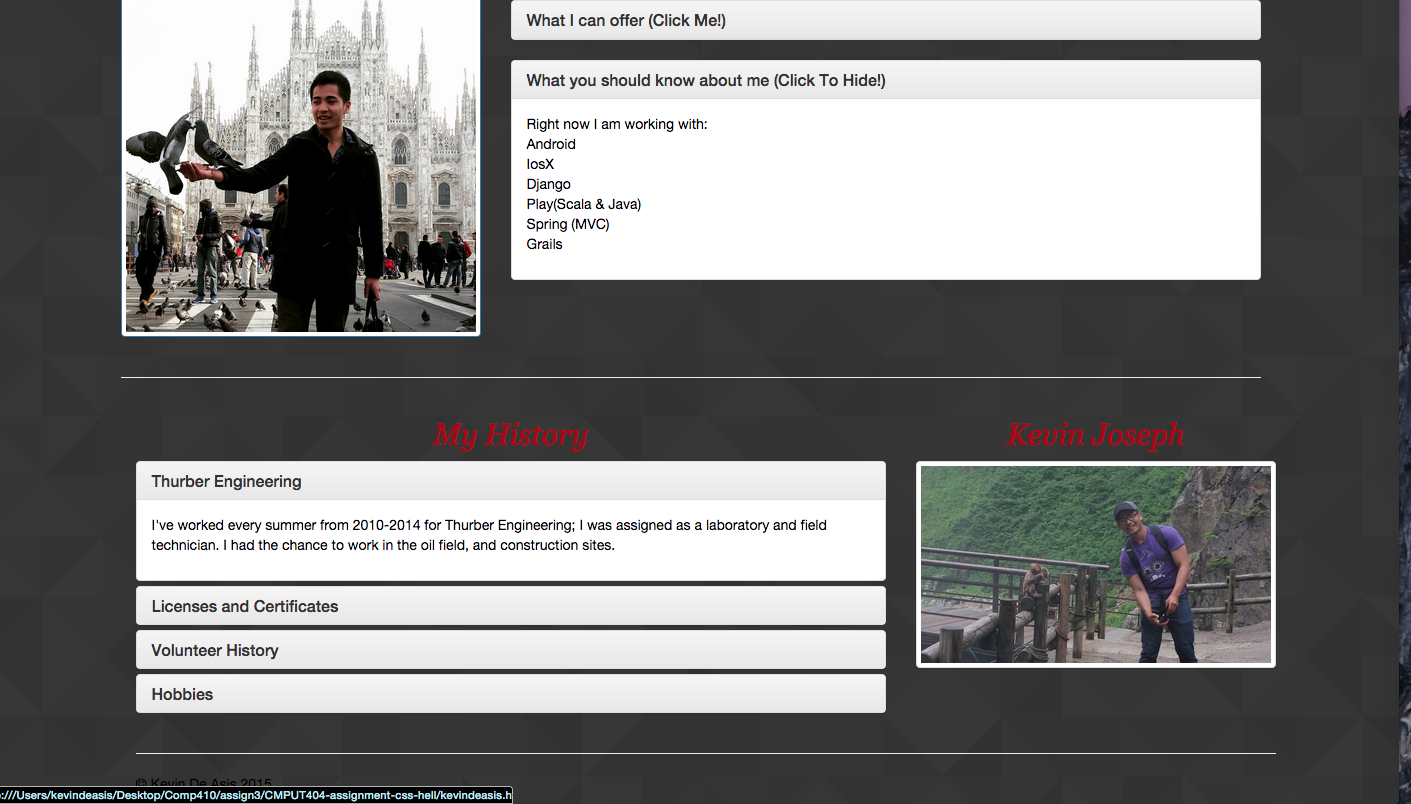 What I can offer (Click Me!)
What you should know about me (Click To Hide!)
Right now I am working with:
Android
IosX
Django
Play(Scala & Java)
Spring (MVC)
Grails
My History
Kevin Joseph
Thurber Engineering
I've worked every summer from 2010-2014 for Thurber Engineering; I was assigned as a laboratory and field
technician. I had the chance to work in the oil field, and construction sites.
Licenses and Certificates
Volunteer History
Hobbies
© Kevin De Asis 2015
:///Users/kevindeasis/Desktop/Comp410/assign3/CMPUT404-assignment-css-hell/kevindeasis.h